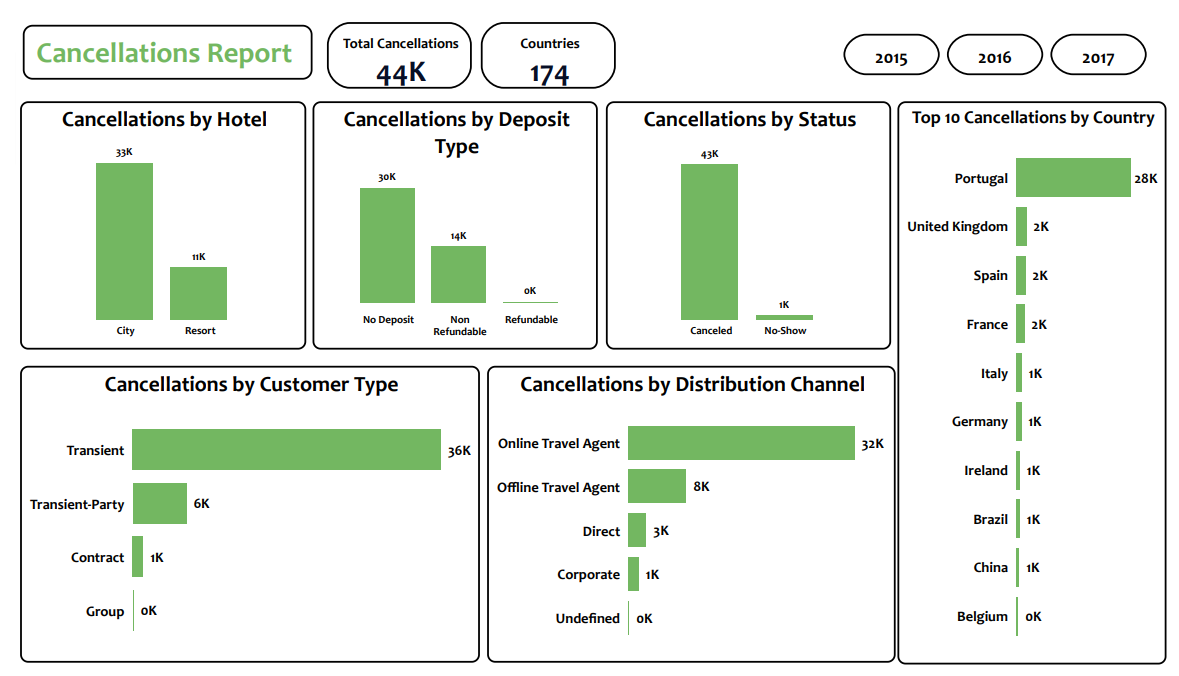 Cancellations Report
Total Cancellations
44K
Countries
174
2015
2016
2017
Cancellations by Hotel
33K
11K
City
Resort
Cancellations by Deposit
Type
30K
14K
0K
No Deposit
Non
Refundable
Refundable
Cancellations by Status
43K
1K
Canceled
No-Show
Top 10 Cancellations by Country
Portugal 28K
United Kingdom 2K
Spain 2K
France 2K
Italy 1K
Germany 1K
Ireland 1K
Brazil 1K
China 1K
Belgium 0K
Cancellations by Customer Type
Transient 36K
Transient-Party 6K
Contract 1K
Group 0K
Cancellations by Distribution Channel
Online Travel Agent 32K
Offline Travel Agent 8K
Direct 3K
Corporate 1K
Undefined 0K